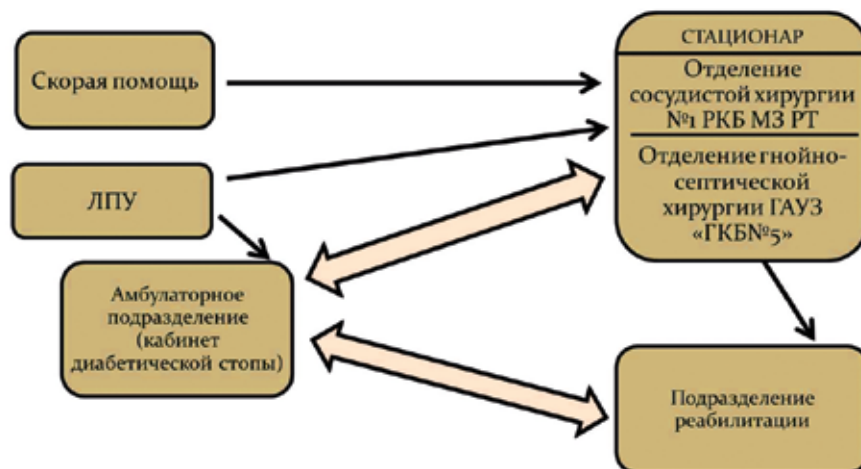 Скорая помощь
ЛПУ
Амбулаторное
подразделение
(кабинет
диабетической стопы)
СТАЦИОНАР
Отделение
сосудистой хирургии
№1 РКБ МЗ РТ
Отделение гнойно-
септической
хирургии ГАУЗ
«ГКБ№5»
Подразделение
реабилитации